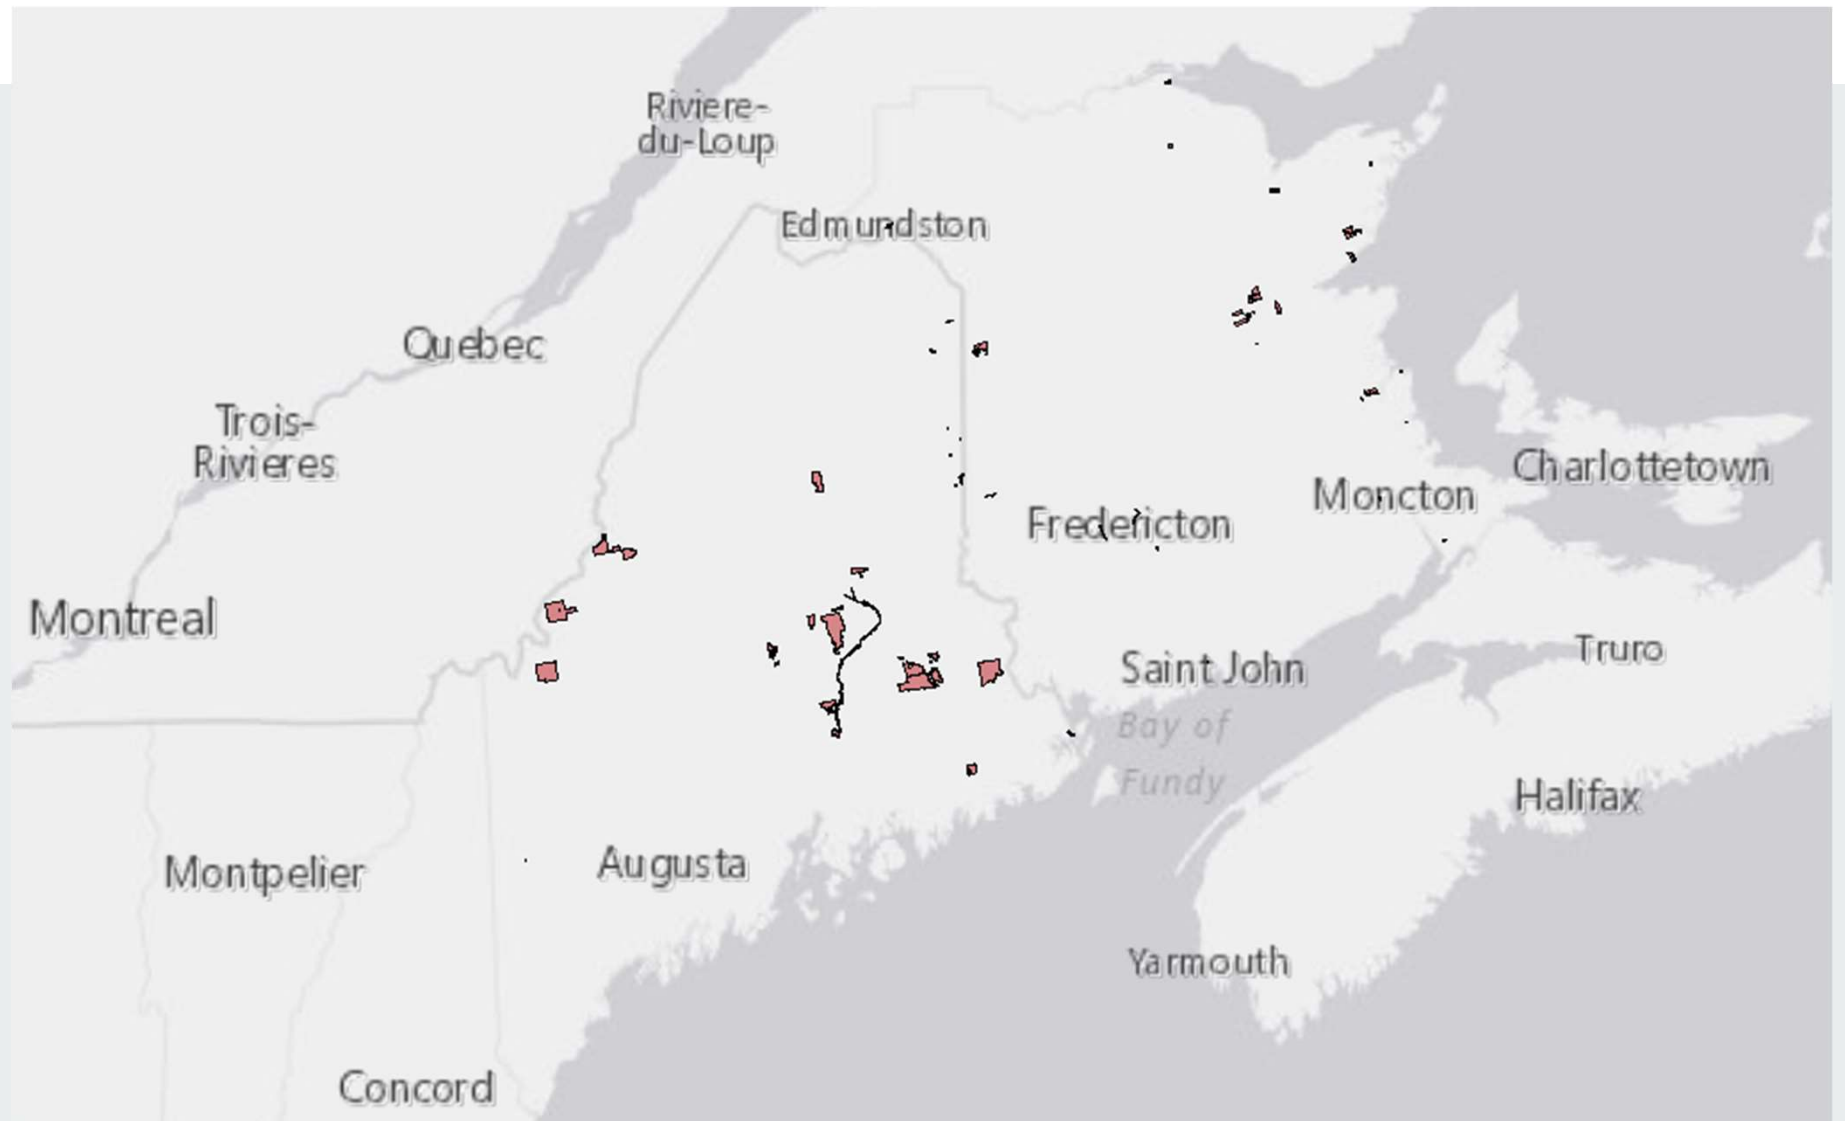 Riviere-
du-Loup
Edmundston
Quebec
Trois-
Rivieres
Charlottetown
Moncton
Fredericton
Montreal
Truro
Saint John
Bay of
Fundy
Halifax
Montpelier
Augusta
Yarmouth
Concord